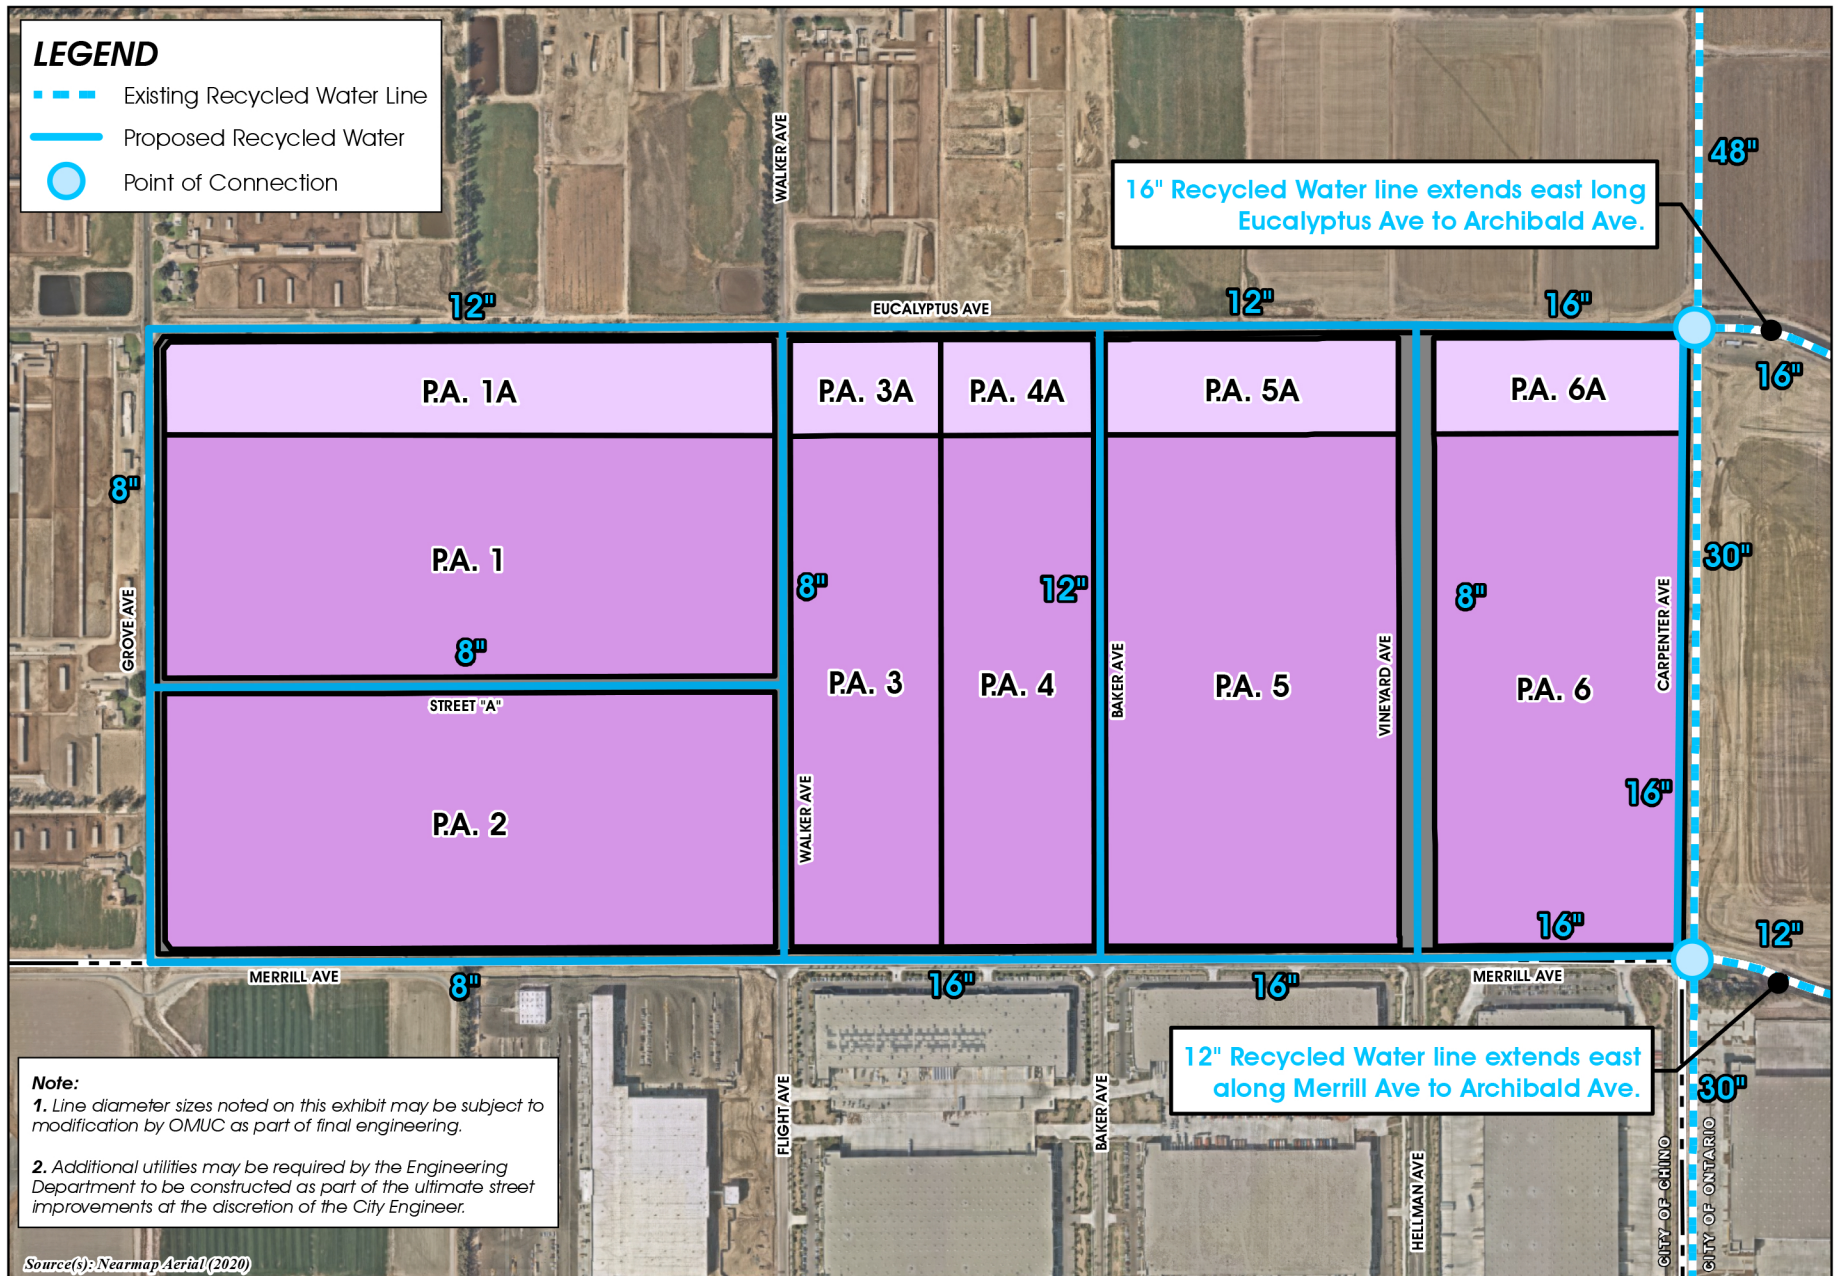 LEGEND
Existing Recycled Water Line
Proposed Recycled Water
Point of Connection
WALKER AVE
48"
16" Recycled Water line extends east long
Eucalyptus Ave to Archibald Ave.
12"
EUCALYPTUS AVE
12"
16"
16"
P.A. 1A
P.A. 3A
P.A. 4A
P.A. 5A
P.A. 6A
8"
GROVE AVE
P.A. 1
8"
STREET "A"
P.A. 2
8"
WALKER AVE
P.A. 3
12"
P.A. 4
BAKER AVE
P.A. 5
VINEYARD AVE
8"
P.A. 6
CARPENTER AVE
30"
16"
16"
12"
MERRILL AVE
8"
16"
16"
MERRILL AVE
12" Recycled Water line extends east
along Merrill Ave to Archibald Ave.
30"
FLIGHT AVE
BAKER AVE
HELLMAN AVE
CITY OF CHINO
CITY OF ONTARIO
Note:
1. Line diameter sizes noted on this exhibit may be subject to
modification by OMUC as part of final engineering.
2. Additional utilities may be required by the Engineering
Department to be constructed as part of the ultimate street
improvements at the discretion of the City Engineer.
Source(s): Nearmap Aerial (2020)